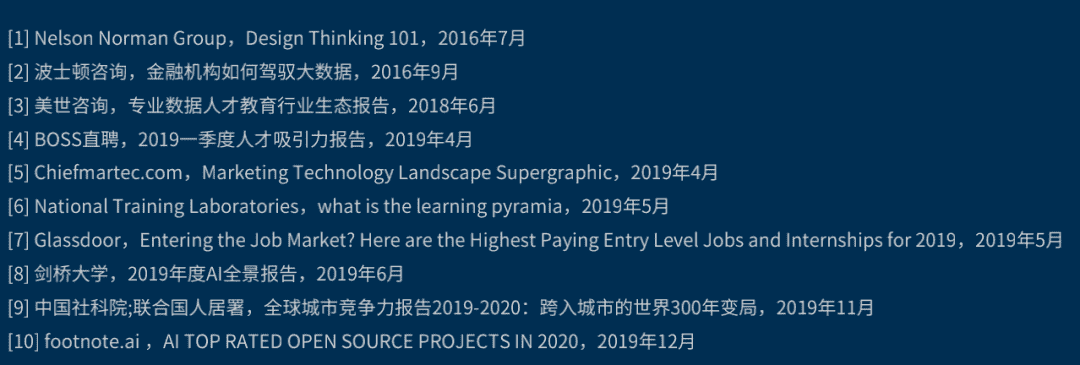 [1] Nelson Norman Group，Design Thinking 101，2016年7月
[2] 波士顿咨询，金融机构如何驾驭大数据，2016年9月
[3] 美世咨询，专业数据人才教育行业生态报告，2018年6月
[4] BOSS直聘，2019一季度人才吸引力报告，2019年4月
[5] Chiefmartec.com，Marketing Technology Landscape Supergraphic，2019年4月
[6] National Training Laboratories，what is the learning pyramia，2019年5月
[7] Glassdoor，Entering the Job Market? Here are the Highest Paying Entry Level Jobs and Internships for 2019，2019年5月
[8] 剑桥大学，2019年度AI全景报告，2019年6月
[9] 中国社科院;联合国人居署，全球城市竞争力报告2019-2020：跨入城市的世界300年变局，2019年11月
[10] footnote.ai ，AI TOP RATED OPEN SOURCE PROJECTS IN 2020，2019年12月